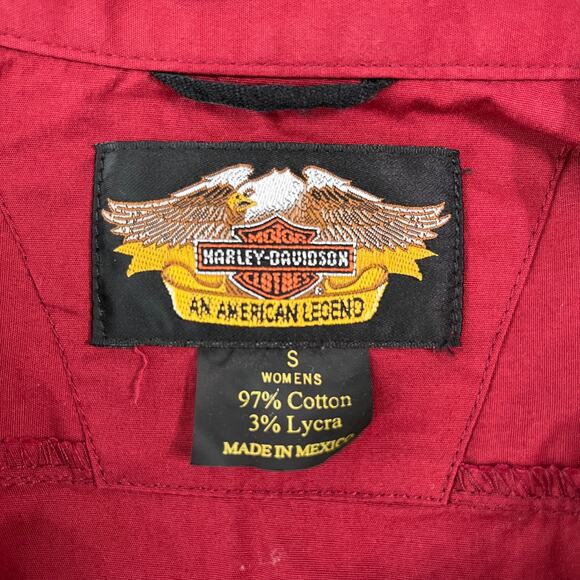 MOTOR
HARLEY-DAVIDSON
CLOTHES
®
AN AMERICAN LEGEND
S
WOMENS
97% Cotton
3% Lycra
MADE IN MEXICO